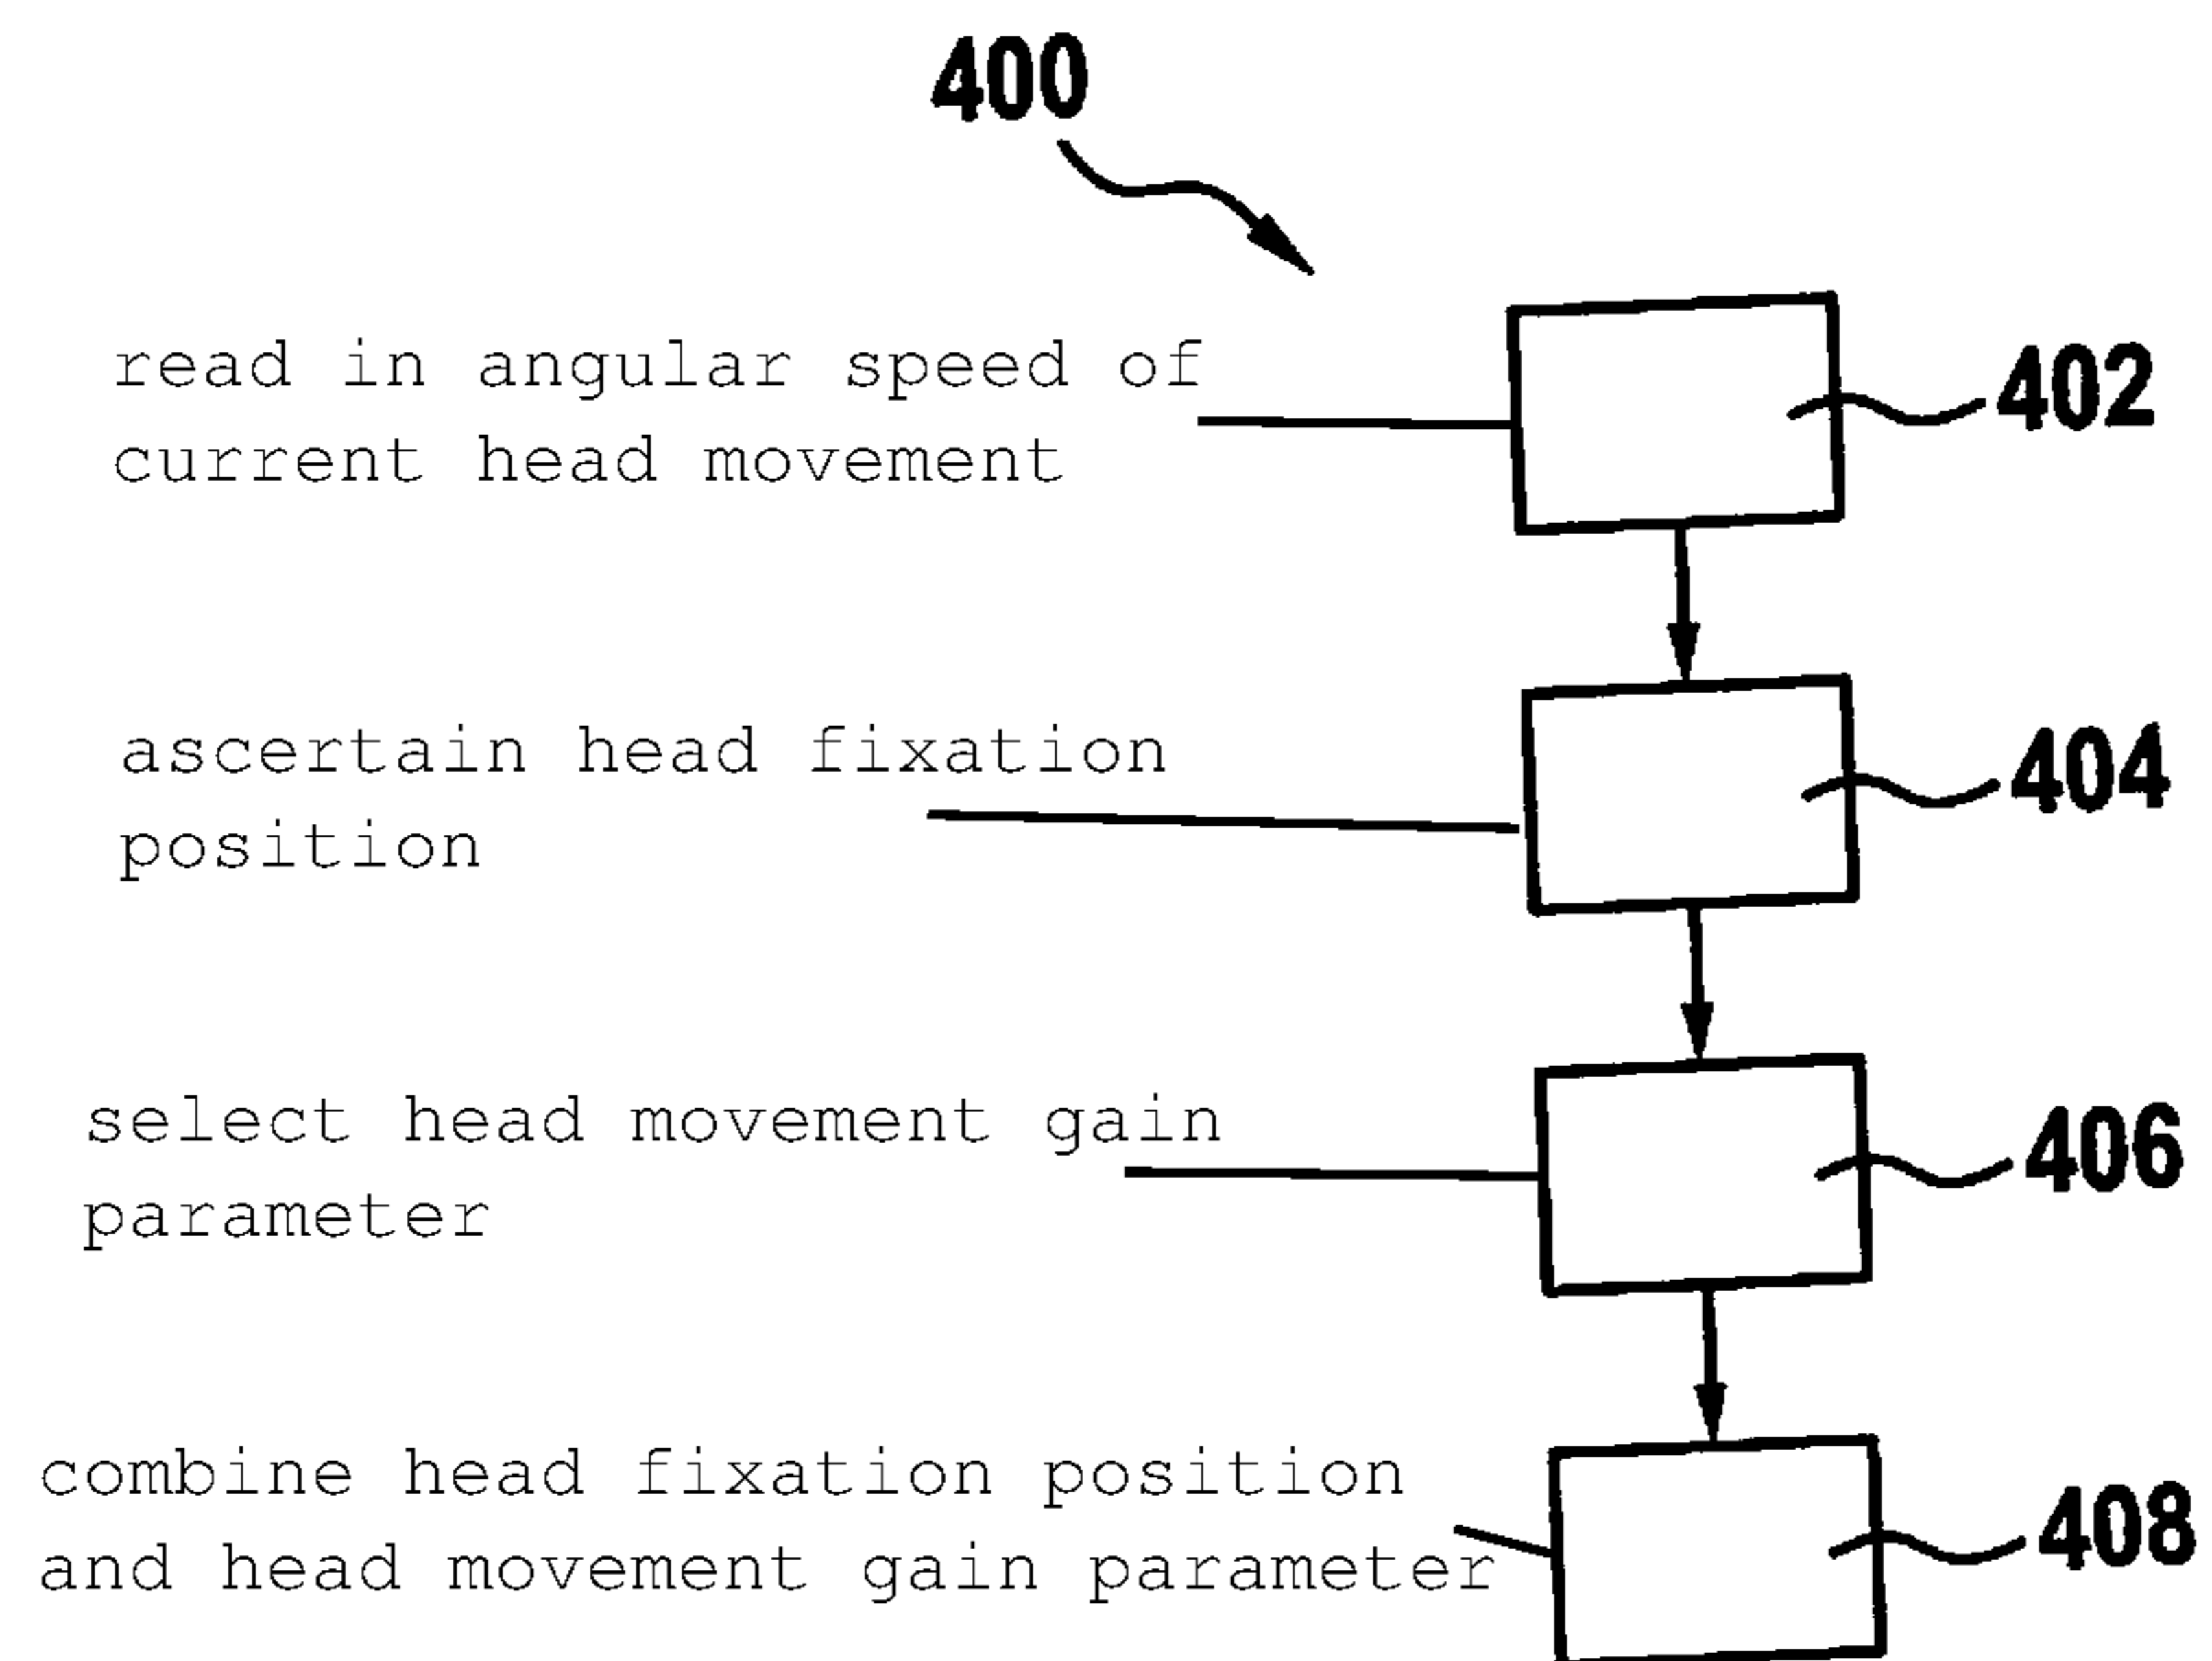 400
read in angular speed of
current head movement
402
ascertain head fixation
position
404
select head movement gain
parameter
406
combine head fixation position
and head movement gain parameter
408